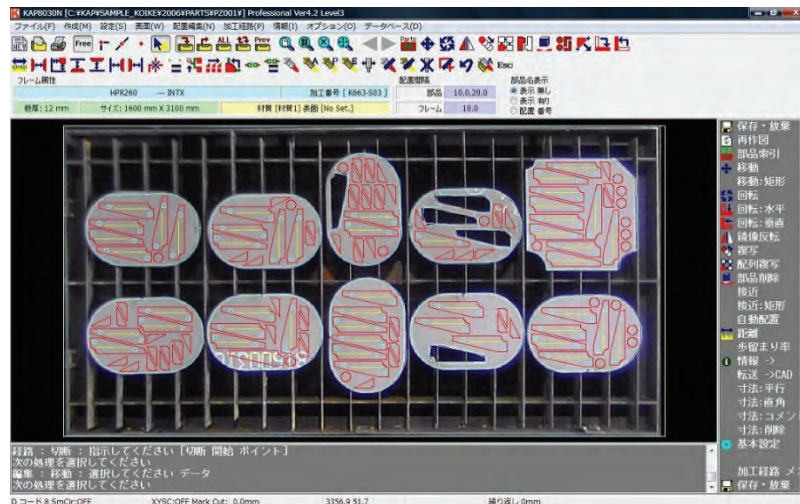 KAP8030N [C:¥KAP¥SAMPLE_KOIKE¥2006¥PARTS¥PZ001¥] Professional Ver4.2 Level3
ファイル(F) 作成(M) 設定(S) 画面(W) 配置編集(N) 加工経路(P) 情報(I) オプション(O) データベース(D)
NEW Free ALL Prev Parts
Esc
フレーム属性 配置間隔 部品名表示
HPR260 --- INTX 加工番号 [ K663-S03 ] 部品 10.0,20.0 表示 無し
表示 有り
板厚: 12 mm サイズ: 1600 mm X 3100 mm 材質 [材質1] 表面 [No Set.] フレーム 10.0 配置 番号
保存・放棄
再作図
部品索引
移動
移動:矩形
回転
回転:水平
回転:垂直
鏡像反転
複写
配列複写
部品削除
接近
接近:矩形
自動配置
距離
歩留まり率
情報 ->
転送 ->CAD
寸法:平行
寸法:直角
寸法:コメン
寸法:削除
基本設定
加工経路 メ
保存・放棄
経路 : 切断 : 指示してください [切断 開始 ポイント]
次の処理を選択してください
編集 : 移動 : 選択してください データ
次の処理を選択してください
D コード 8 SmCir:OFF XYSC:OFF Mark Cut: 0.0mm 3356.9 51.7 繰り返し 0mm